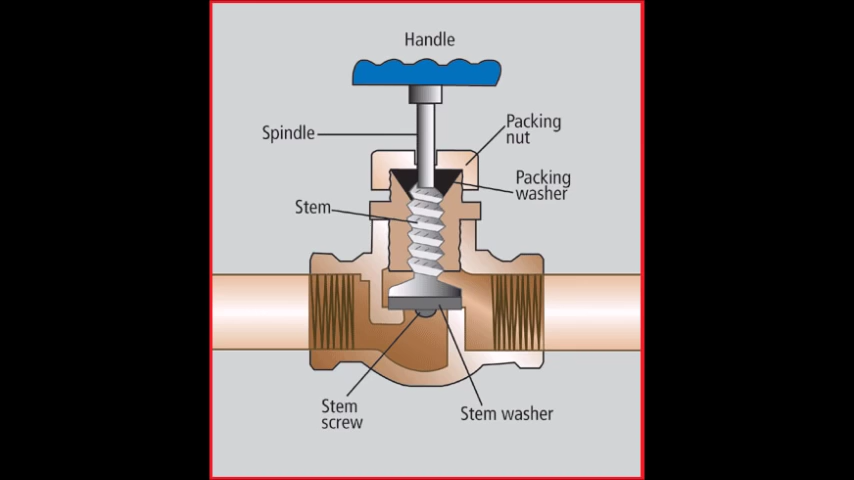 Handle
Spindle
Packing
nut
Packing
washer
Stem
Stem
screw
Stem washer